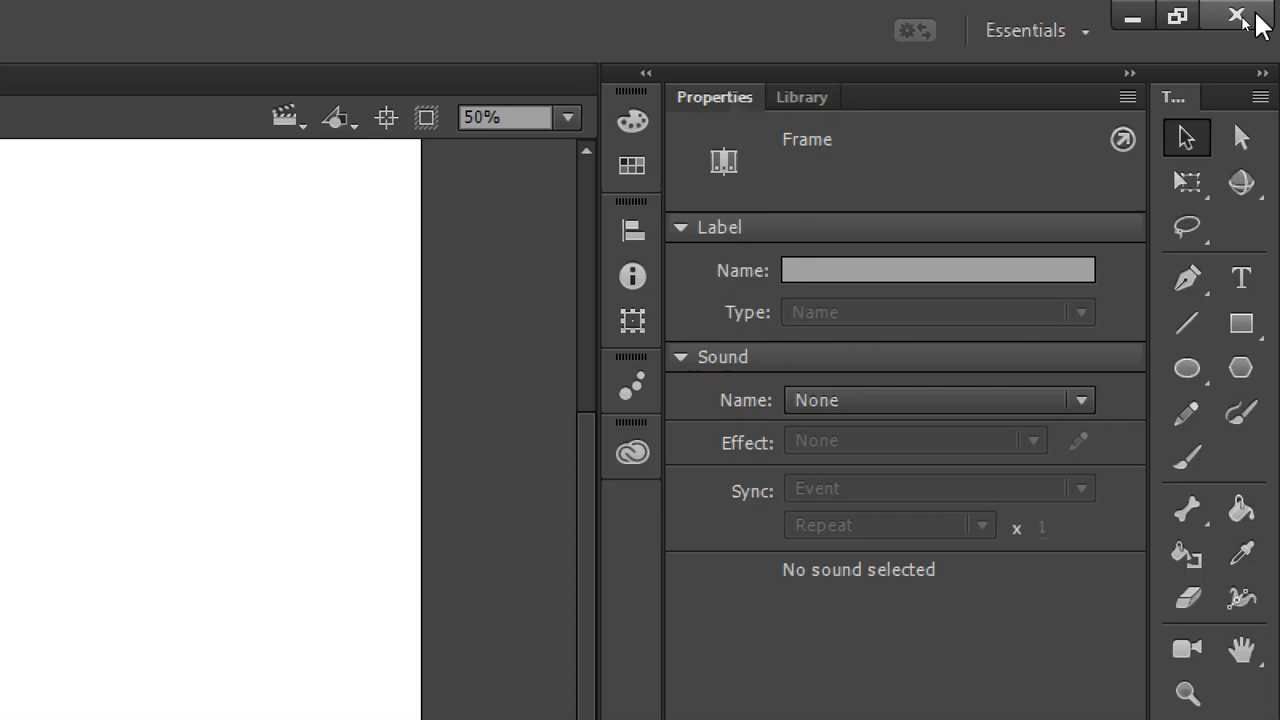 Essentials
50%
Properties
Library
T...
Frame
Label
Name:
Type: Name
Sound
Name: None
Effect: None
Sync: Event
Repeat x 1
No sound selected